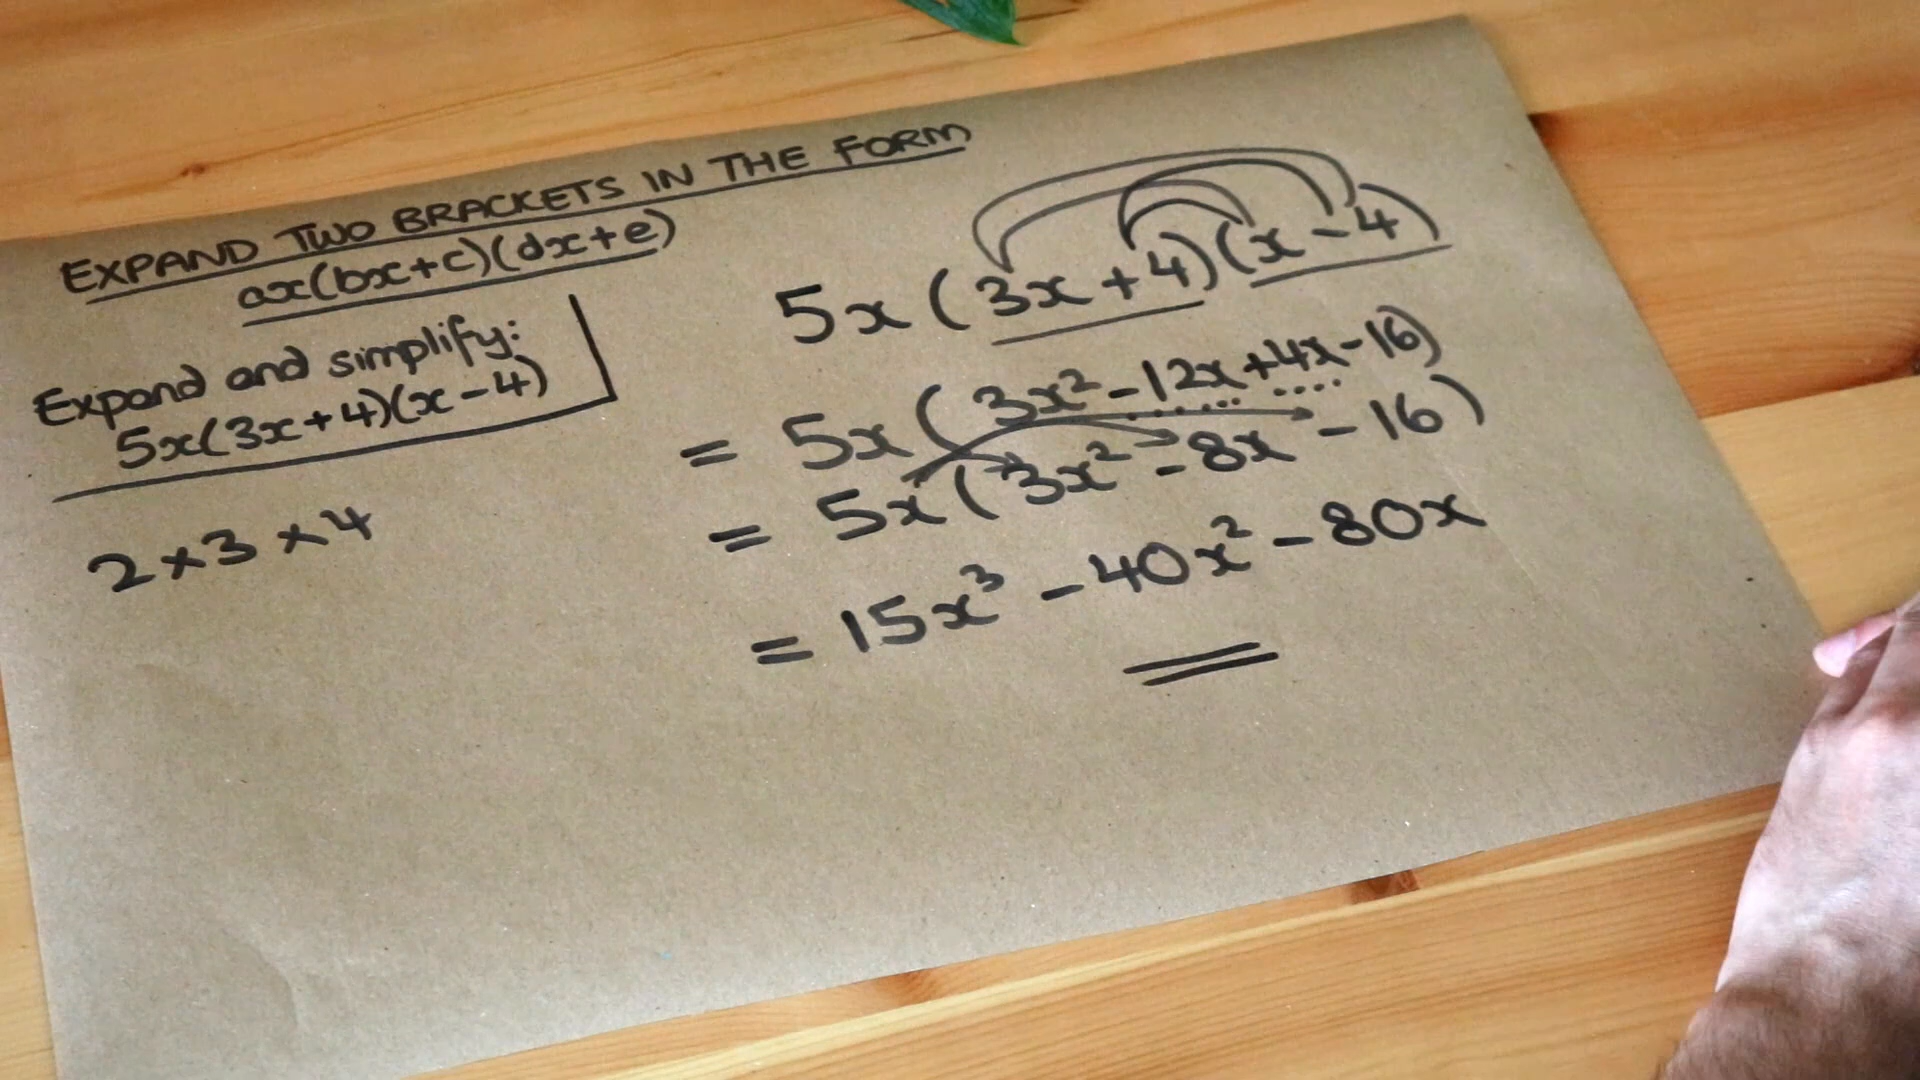 EXPAND TWO BRACKETS IN THE FORM
ax(bx+c)(dx+e)
Expand and simplify:
5x(3x+4)(x-4)
2×3×4
5x(3x+4)(x-4)
= 5x(3x²-12x+4x-16)
= 5x(3x²-8x-16)
= 15x³-40x²-80x